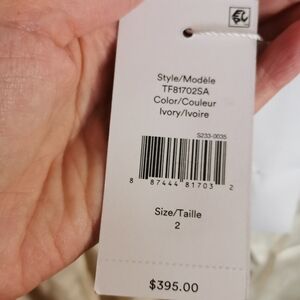 Style/Modèle
TF81702SA
Color/Couleur
Ivory/Ivoire
S233-0035
8 87444 81703 2
Size/Taille
2
$395.00